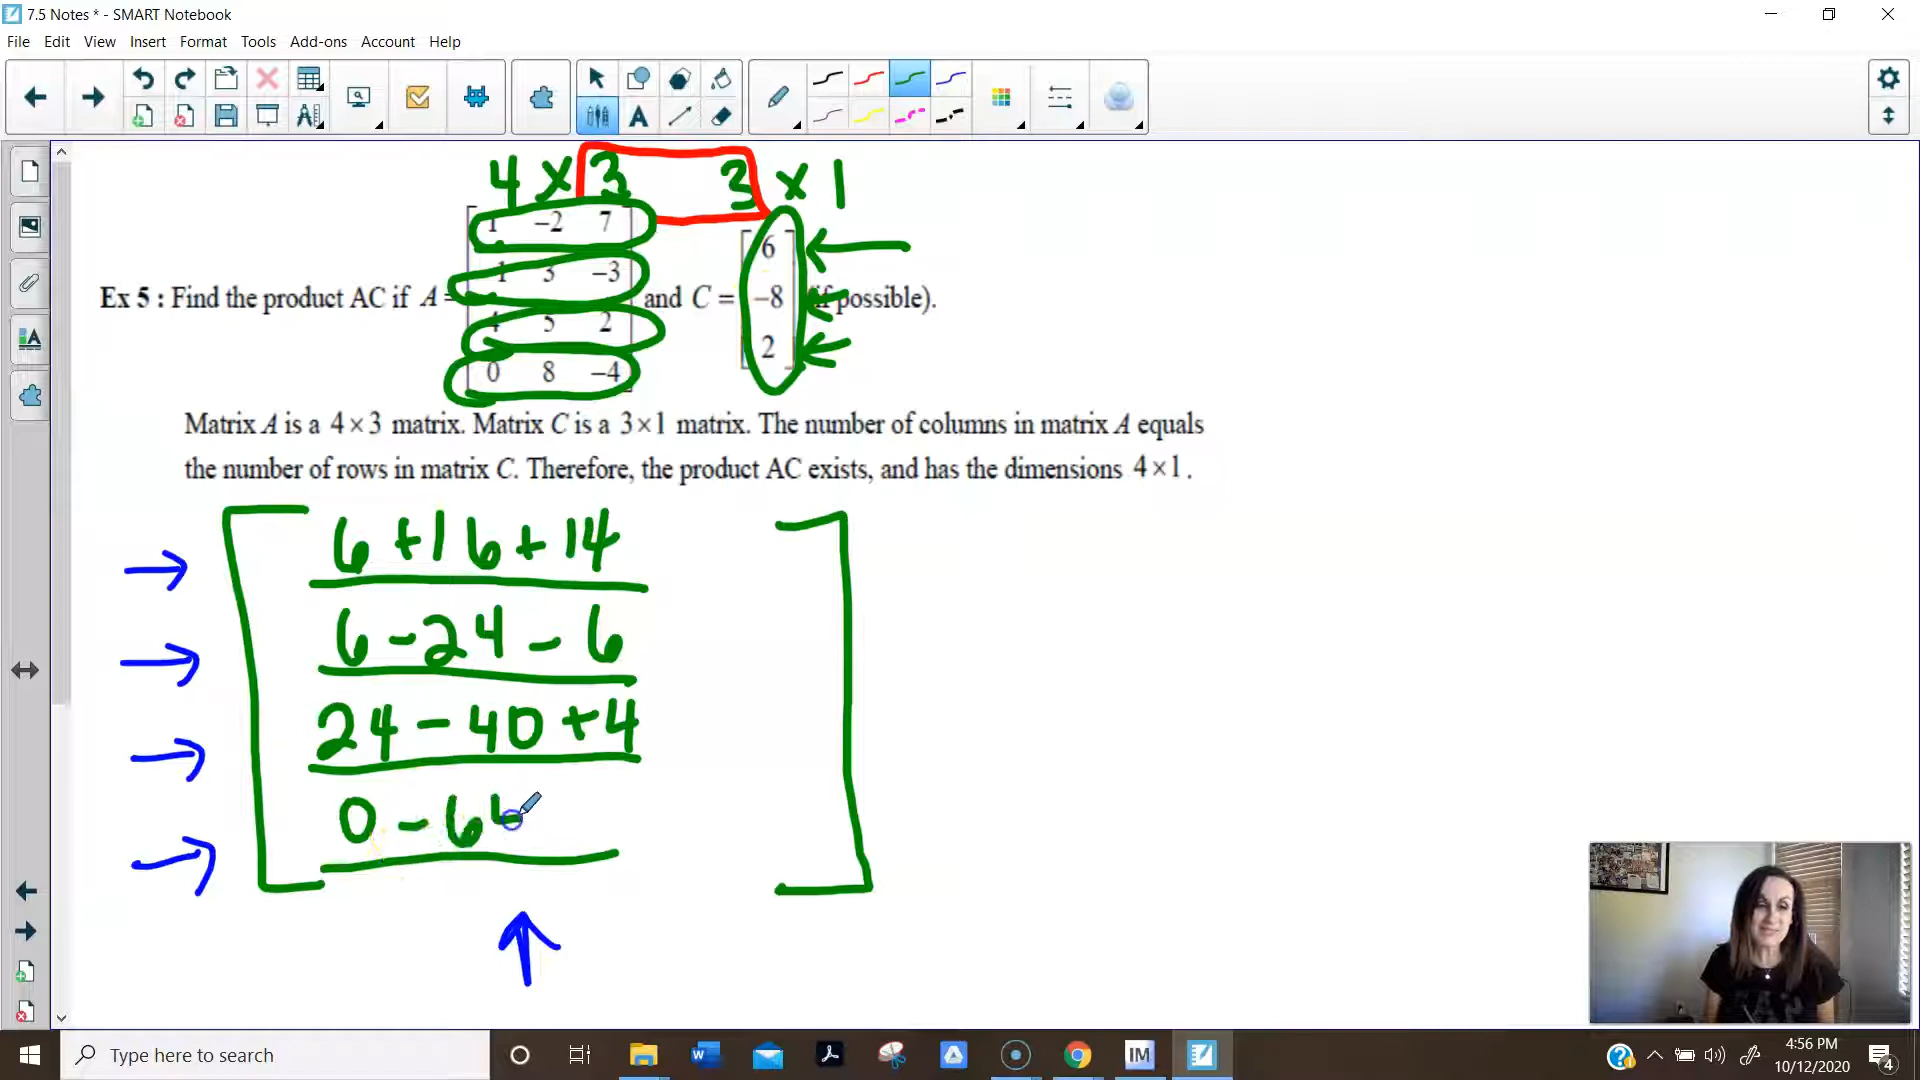 7.5 Notes * - SMART Notebook
File Edit View Insert Format Tools Add-ons Account Help
4 × 3 3 × 1
1 −2 7
1 3 −3
4 5 2
0 8 −4
6
−8
2
Ex 5 : Find the product AC if A = and C = (if possible).
Matrix A is a 4×3 matrix. Matrix C is a 3×1 matrix. The number of columns in matrix A equals
the number of rows in matrix C. Therefore, the product AC exists, and has the dimensions 4×1.
6 + 16 + 14
6 - 24 - 6
24 - 40 + 4
0 - 64
Type here to search
IM
4:56 PM
10/12/2020
4